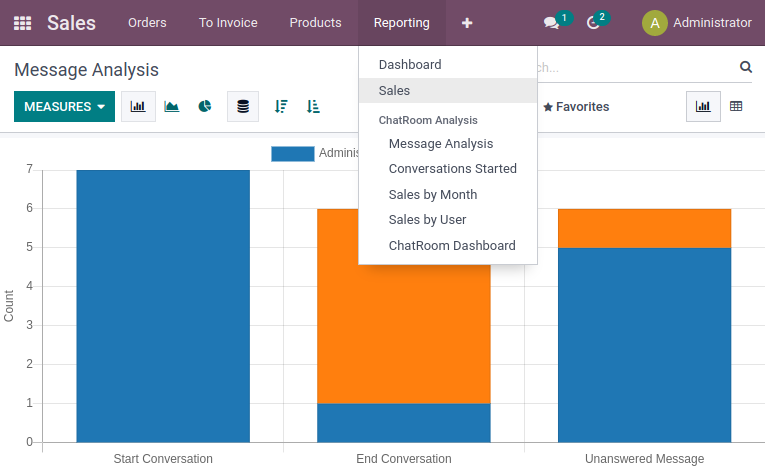 Sales Orders To Invoice Products Reporting + 1 2 A Administrator
Message Analysis
Dashboard
Sales
ChatRoom Analysis
Message Analysis
Conversations Started
Sales by Month
Sales by User
ChatRoom Dashboard
ch...
MEASURES
Favorites
Adminis
7
6
5
4
3
2
1
0
Count
Start Conversation End Conversation Unanswered Message